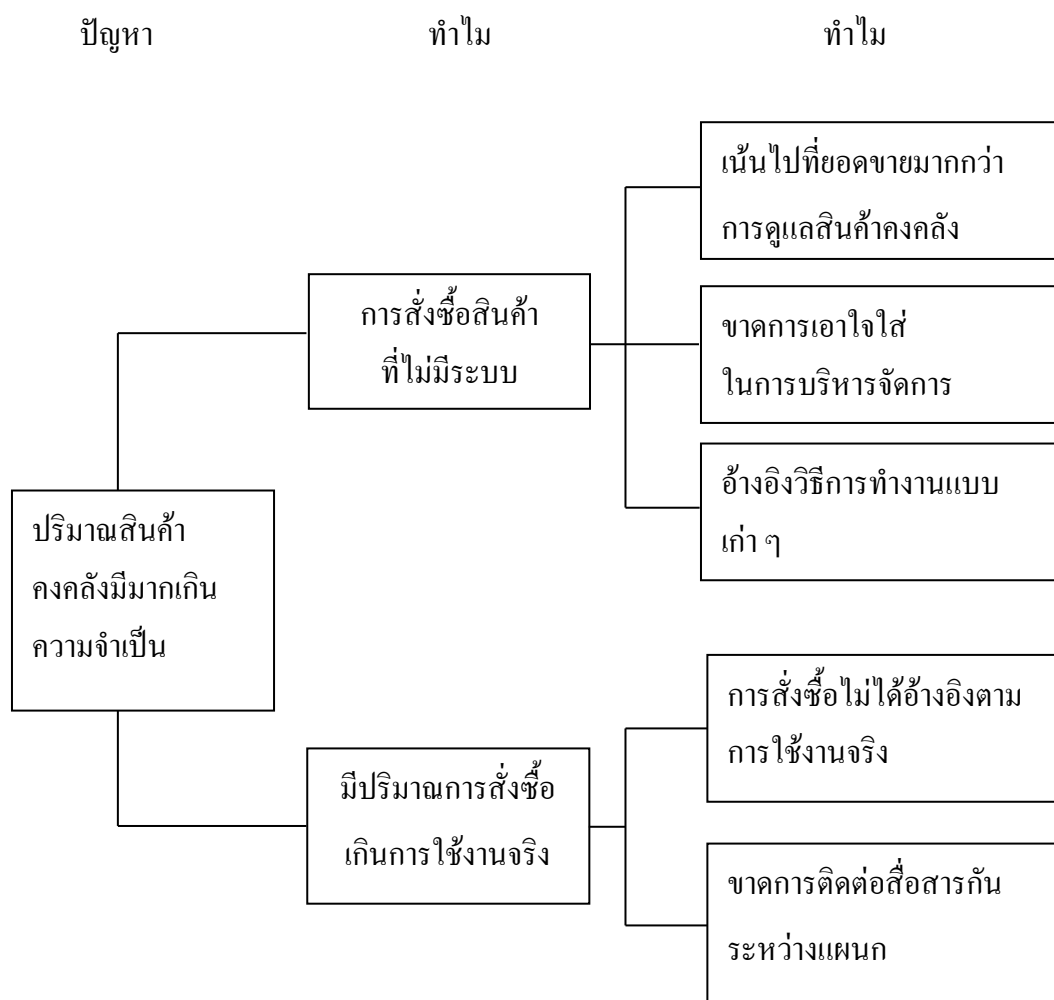 ปัญหา ทำไม ทำไม
เน้นไปที่ยอดขายมากกว่า
การดูแลสินค้าคงคลัง
การสั่งซื้อสินค้า
ที่ไม่มีระบบ
ขาดการเอาใจใส่
ในการบริหารจัดการ
อ้างอิงวิธีการทำงานแบบ
เก่า ๆ
ปริมาณสินค้า
คงคลังมีมากเกิน
ความจำเป็น
มีปริมาณการสั่งซื้อ
เกินการใช้งานจริง
การสั่งซื้อไม่ได้อ้างอิงตาม
การใช้งานจริง
ขาดการติดต่อสื่อสารกัน
ระหว่างแผนก